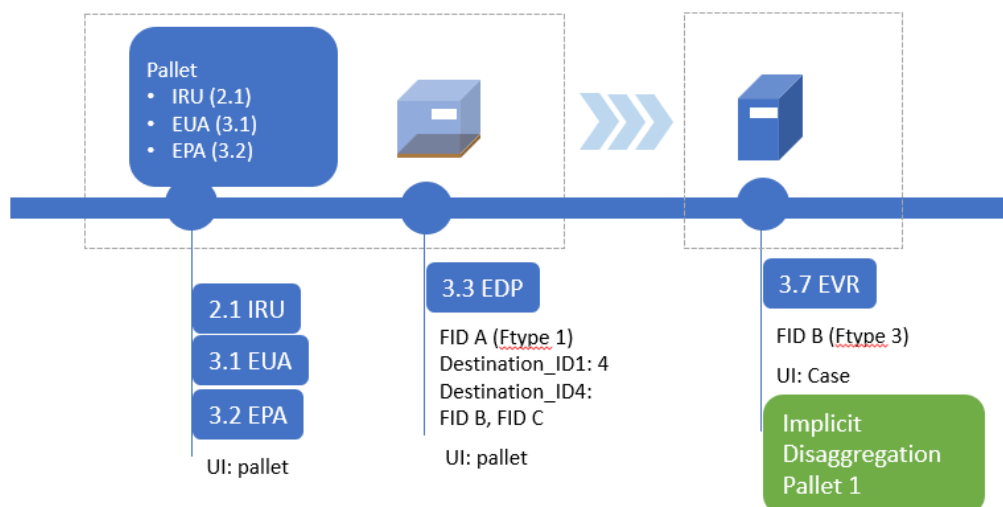 Pallet
• IRU (2.1)
• EUA (3.1)
• EPA (3.2)
2.1 IRU
3.1 EUA
3.2 EPA
UI: pallet
3.3 EDP
FID A (Ftype 1)
Destination_ID1: 4
Destination_ID4:
FID B, FID C
UI: pallet
3.7 EVR
FID B (Ftype 3)
UI: Case
Implicit
Disaggregation
Pallet 1